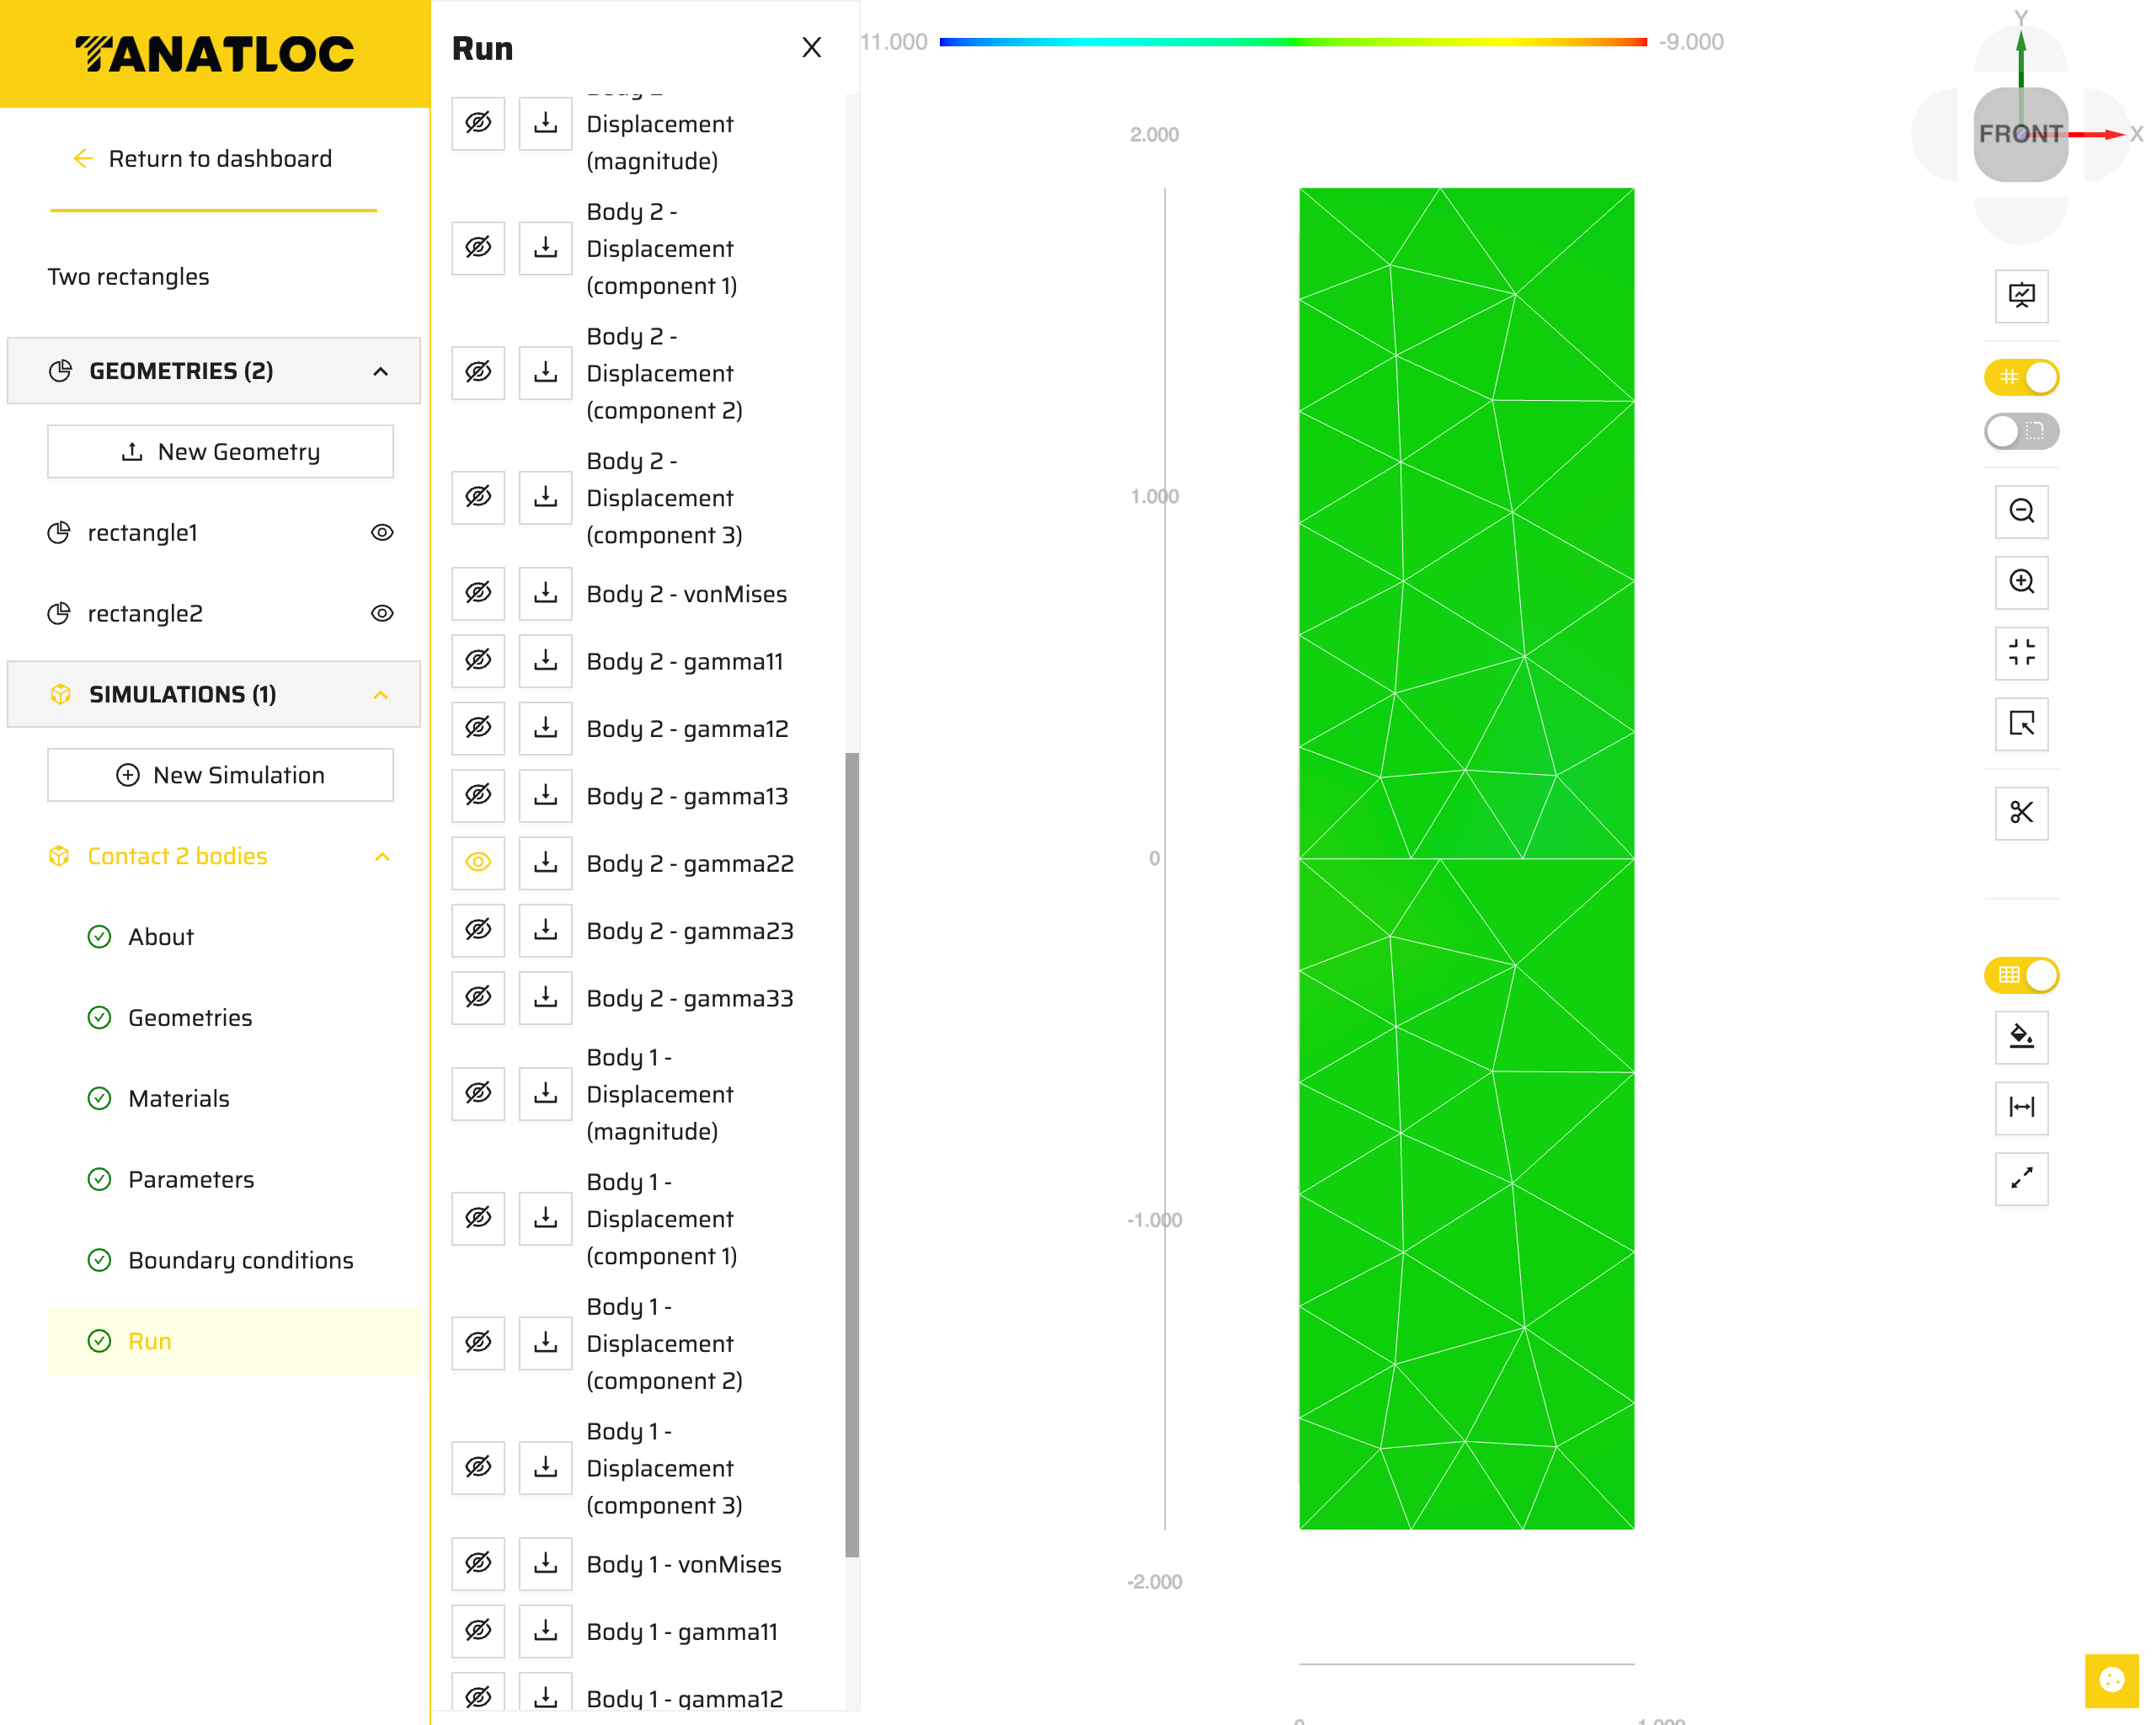 TANATLOC
Return to dashboard
Two rectangles
GEOMETRIES (2)
New Geometry
rectangle1
rectangle2
SIMULATIONS (1)
New Simulation
Contact 2 bodies
About
Geometries
Materials
Parameters
Boundary conditions
Run
Run
X
Displacement
(magnitude)
Body 2 -
Displacement
(component 1)
Body 2 -
Displacement
(component 2)
Body 2 -
Displacement
(component 3)
Body 2 - vonMises
Body 2 - gamma11
Body 2 - gamma12
Body 2 - gamma13
Body 2 - gamma22
Body 2 - gamma23
Body 2 - gamma33
Body 1 -
Displacement
(magnitude)
Body 1 -
Displacement
(component 1)
Body 1 -
Displacement
(component 2)
Body 1 -
Displacement
(component 3)
Body 1 - vonMises
Body 1 - gamma11
Body 1 - gamma12
11.000
-9.000
2.000
1.000
0
-1.000
-2.000
Y
FRONT
X